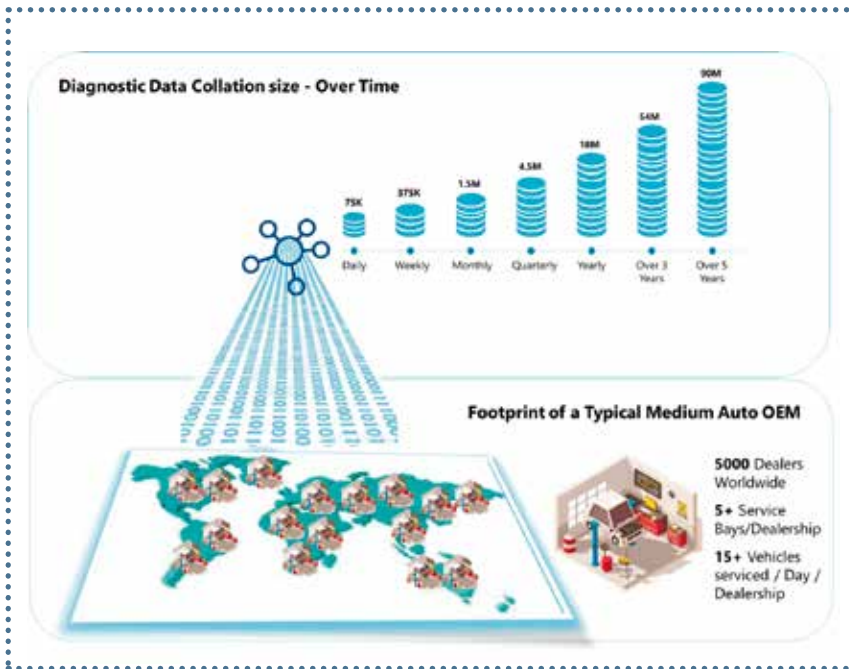 Diagnostic Data Collation size - Over Time
75K
375K
1.5M
4.5M
18M
54M
90M
Daily
Weekly
Monthly
Quarterly
Yearly
Over 3
Years
Over 5
Years
Footprint of a Typical Medium Auto OEM
5000 Dealers
Worldwide
5+ Service
Bays/Dealership
15+ Vehicles
serviced / Day /
Dealership